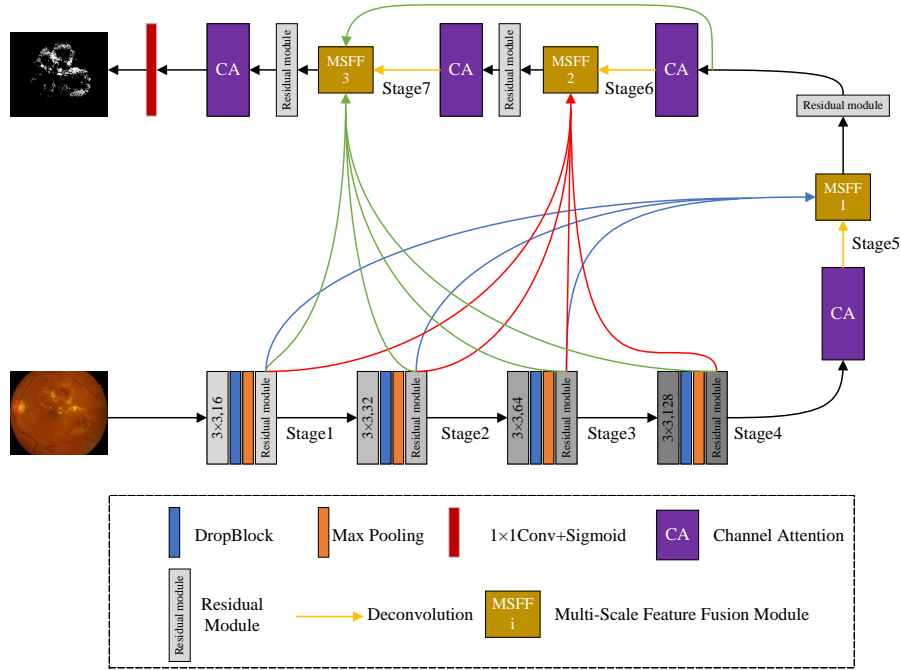 CA
Residual module
MSFF
3
Stage7
CA
Residual module
MSFF
2
Stage6
CA
Residual module
MSFF
1
Stage5
CA
3×3,16
Residual module
Stage1
3×3,32
Residual module
Stage2
3×3,64
Residual module
Stage3
3×3,128
Residual module
Stage4
DropBlock
Max Pooling
1×1Conv+Sigmoid
CA
Channel Attention
Residual module
Residual
Module
Deconvolution
MSFF
i
Multi-Scale Feature Fusion Module